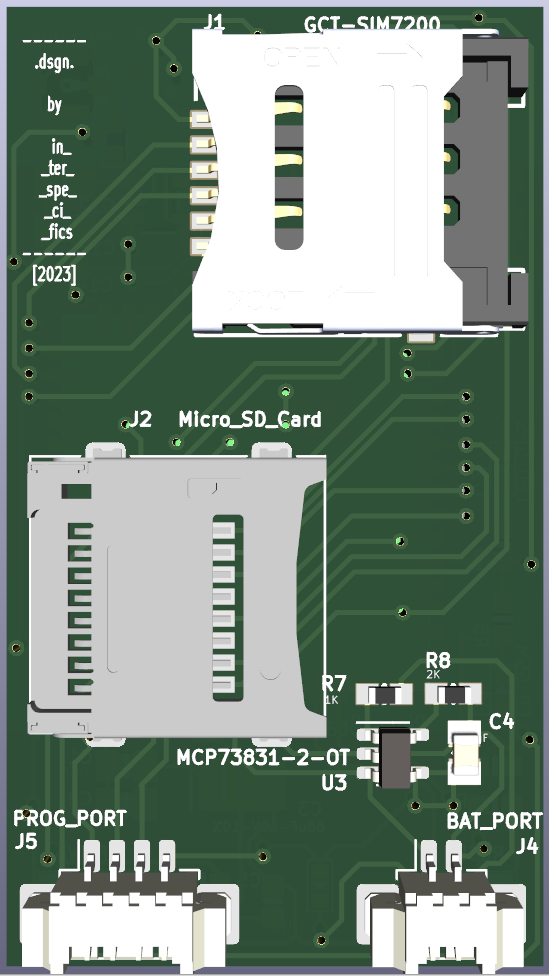 J1
GCT-SIM7200
OPEN
------
.dsgn.
by
in_
_ter_
_spe_
_ci_
_fics
------
[2023]
J2
Micro_SD_Card
R7
1K
R8
2K
C4
F
MCP73831-2-OT
U3
PROG_PORT
J5
BAT_PORT
J4